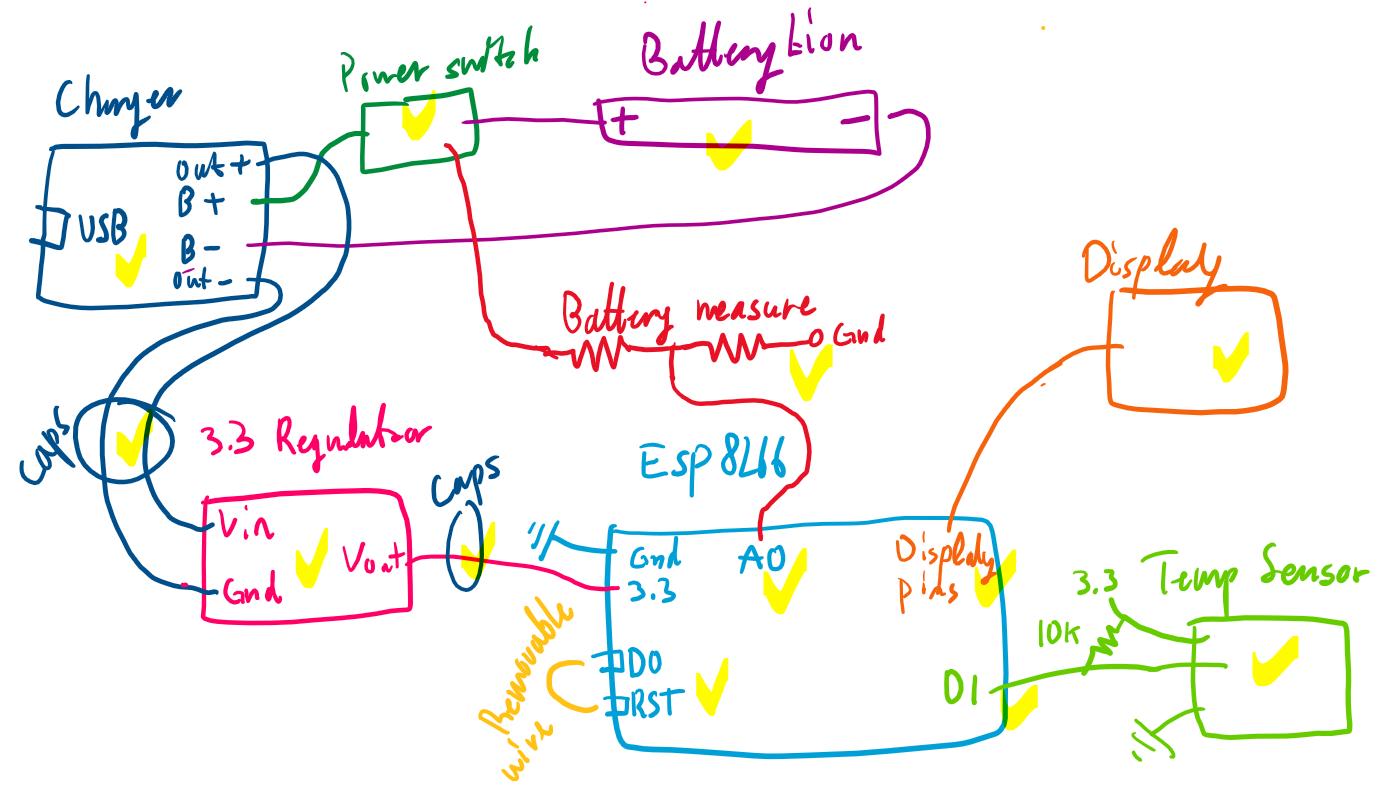 Battery Lion
Power switch
Charger
+ -
out +
B +
USB
B -
out -
Display
Battery measure
Gnd
caps
3.3 Regulator
Esp 8266
caps
Vin
Vout
Gnd
Gnd
A0
Display
pins
3.3
3.3
Temp Sensor
10K
D0
RST
D1
Removable
wire